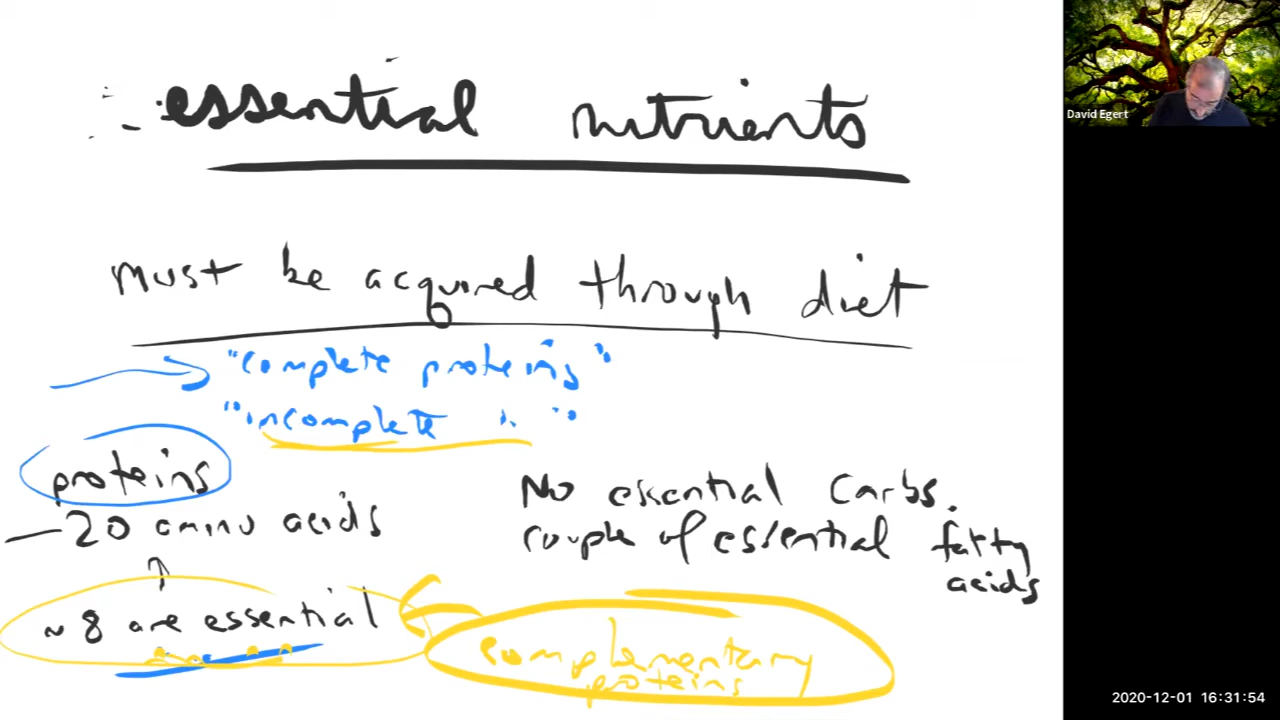 essential nutrients
must be acquired through diet
"complete proteins"
"incomplete " "
proteins
- 20 amino acids
~ 8 are essential
No essential carbs.
couple of essential fatty
acids
complementary
proteins
David Egert
2020-12-01 16:31:54